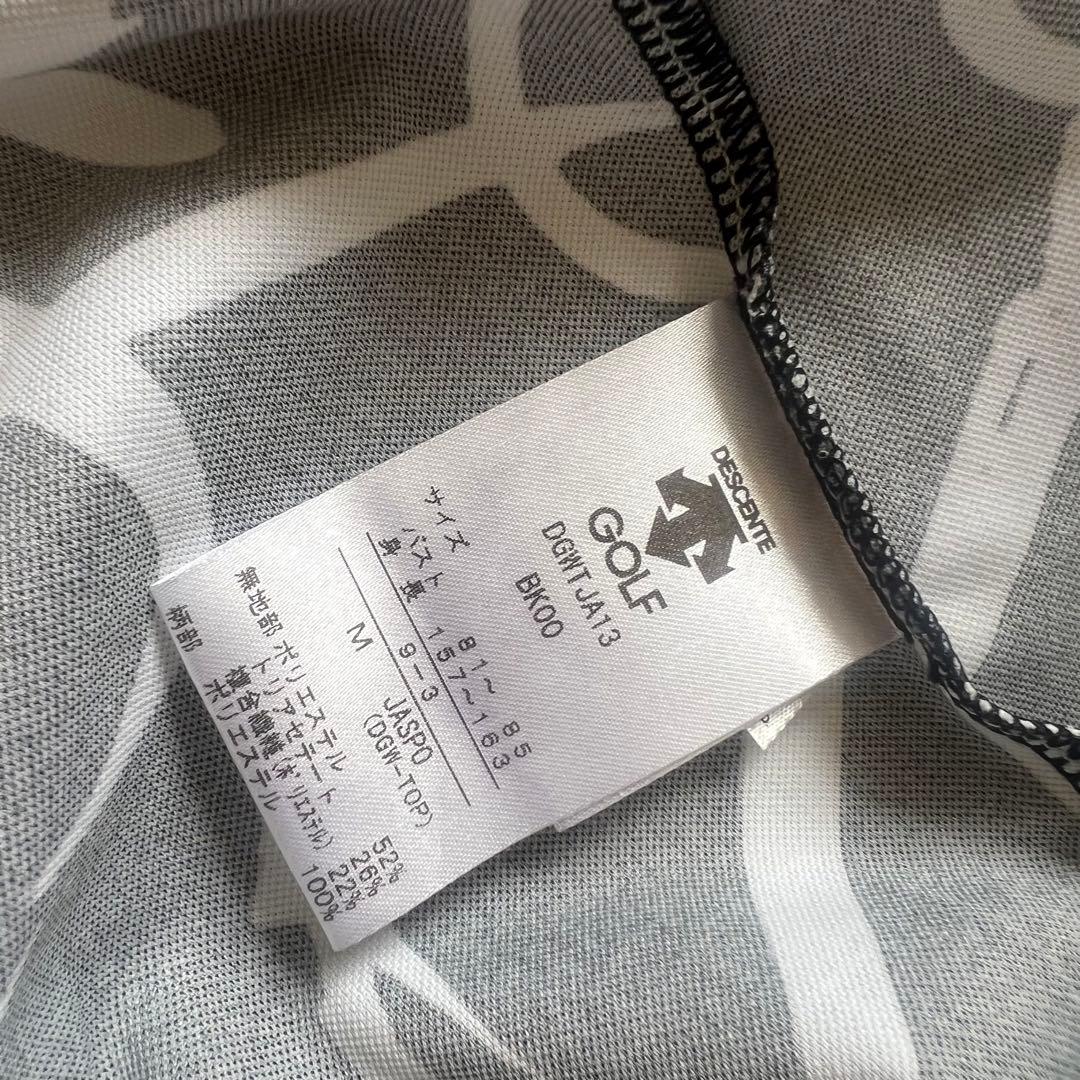 DESCENTE
GOLF
DGWTJA13
BK00
サイズ
バスト 81～ 85
身 長 157～163
9-3
M JASPO
(DGW-TOP)
無地部 ポリエステル 52%
トリアセテート 26%
複合繊維(ポリエステル) 22%
柄部 ポリエステル 100%